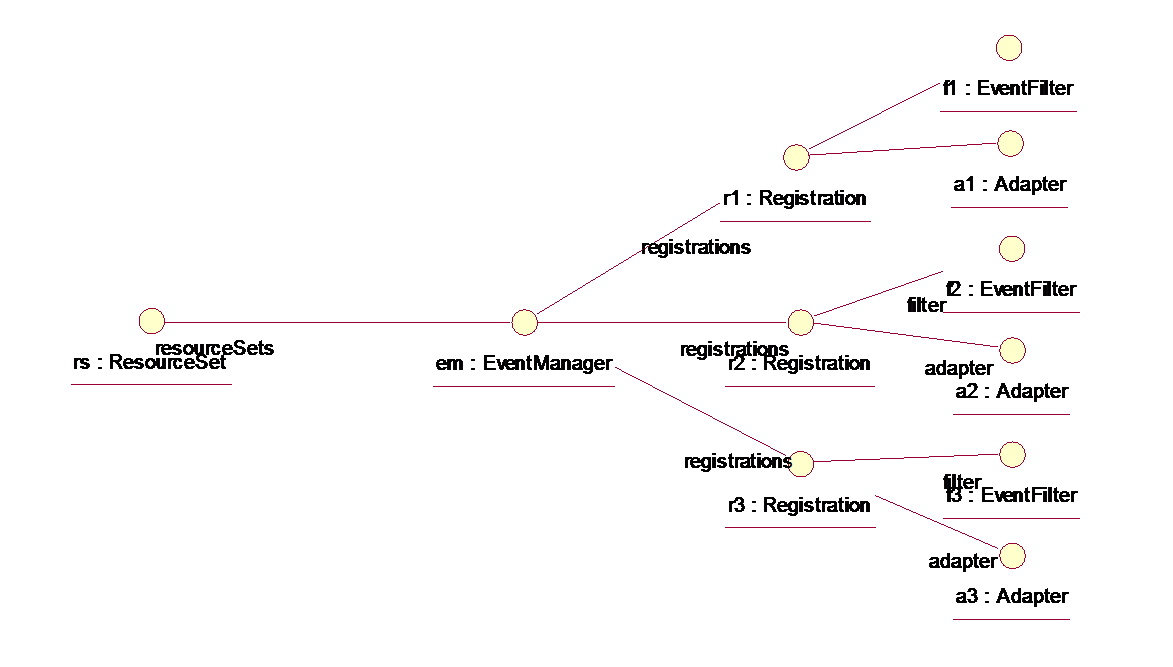 f1 : EventFilter
a1 : Adapter
r1 : Registration
registrations
f2 : EventFilter
filter
resourceSets
rs : ResourceSet
em : EventManager
registrations
r2 : Registration
adapter
a2 : Adapter
registrations
filter
f3 : EventFilter
r3 : Registration
adapter
a3 : Adapter